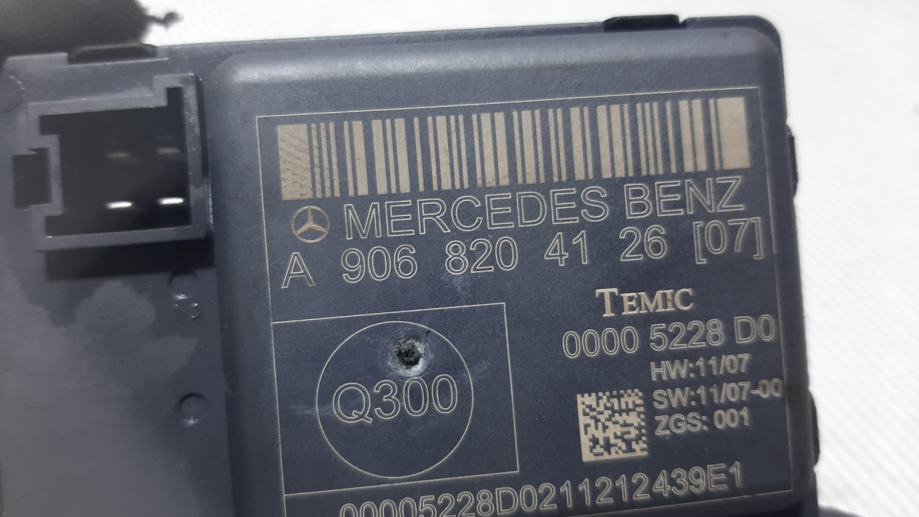 MERCEDES BENZ
A 906 820 41 26 [07]
TEMIC
0000 5228 D0
HW:11/07
SW:11/07-00
ZGS: 001
Q300
00005228D0211212439E1